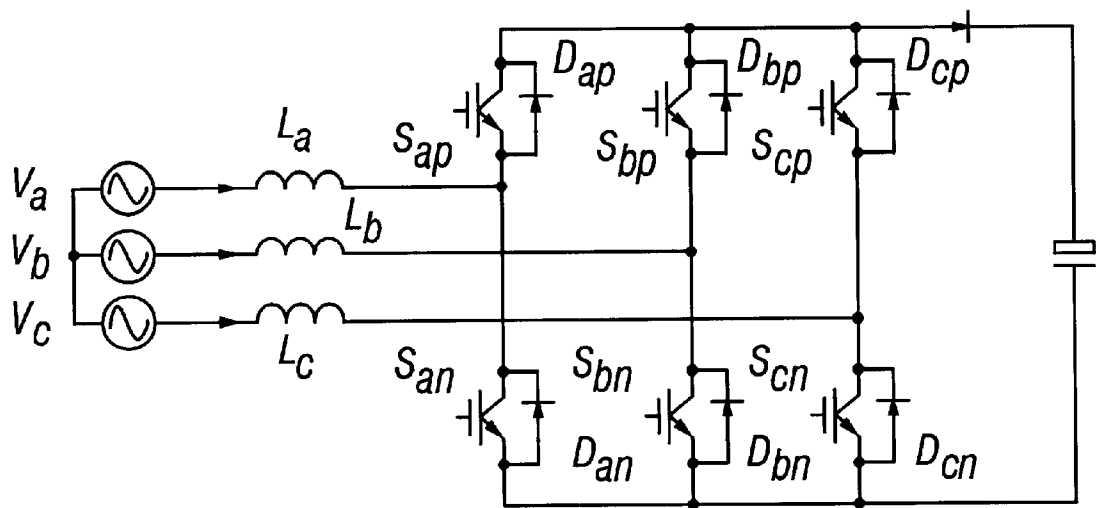 D_ap
D_bp
D_cp
L_a
S_ap
S_bp
S_cp
V_a
L_b
V_b
V_c
L_c
S_an
S_bn
S_cn
D_an
D_bn
D_cn